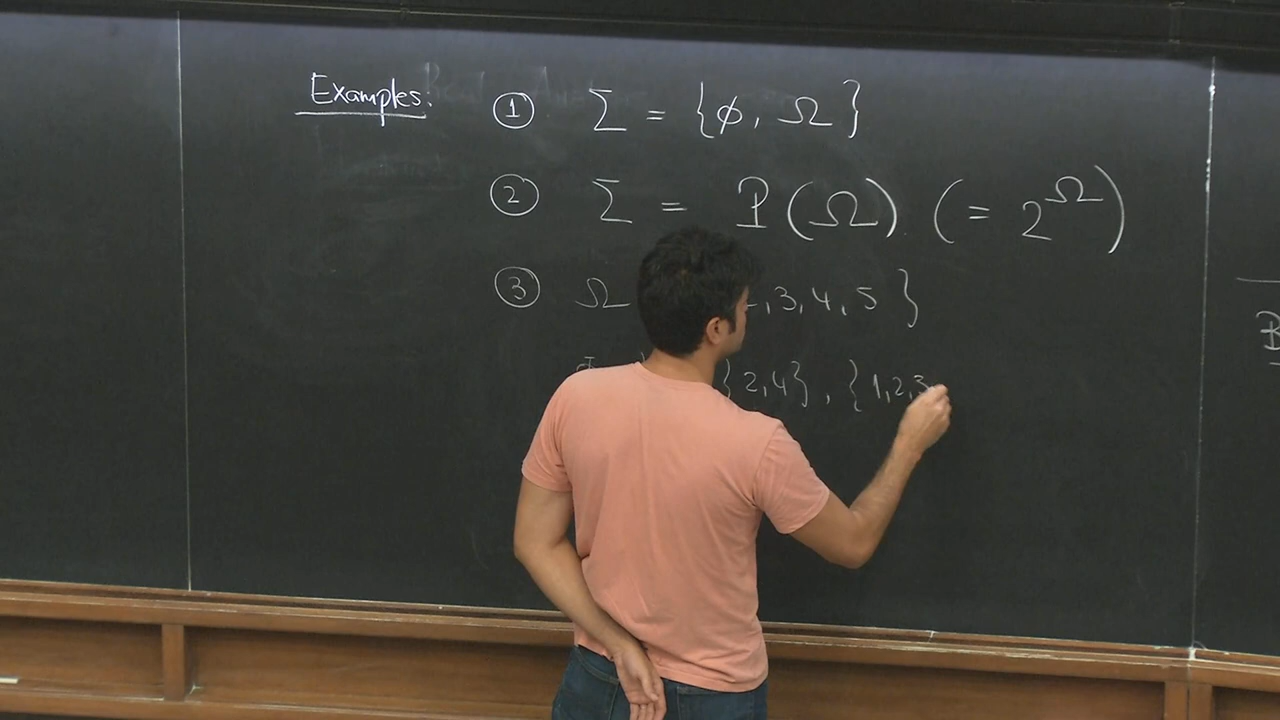 Examples: ① Σ = {φ, Ω}
② Σ = P(Ω). (= 2^Ω)
③ Ω , 3, 4, 5 }
{ 2, 4 } , { 1, 2, 3
B